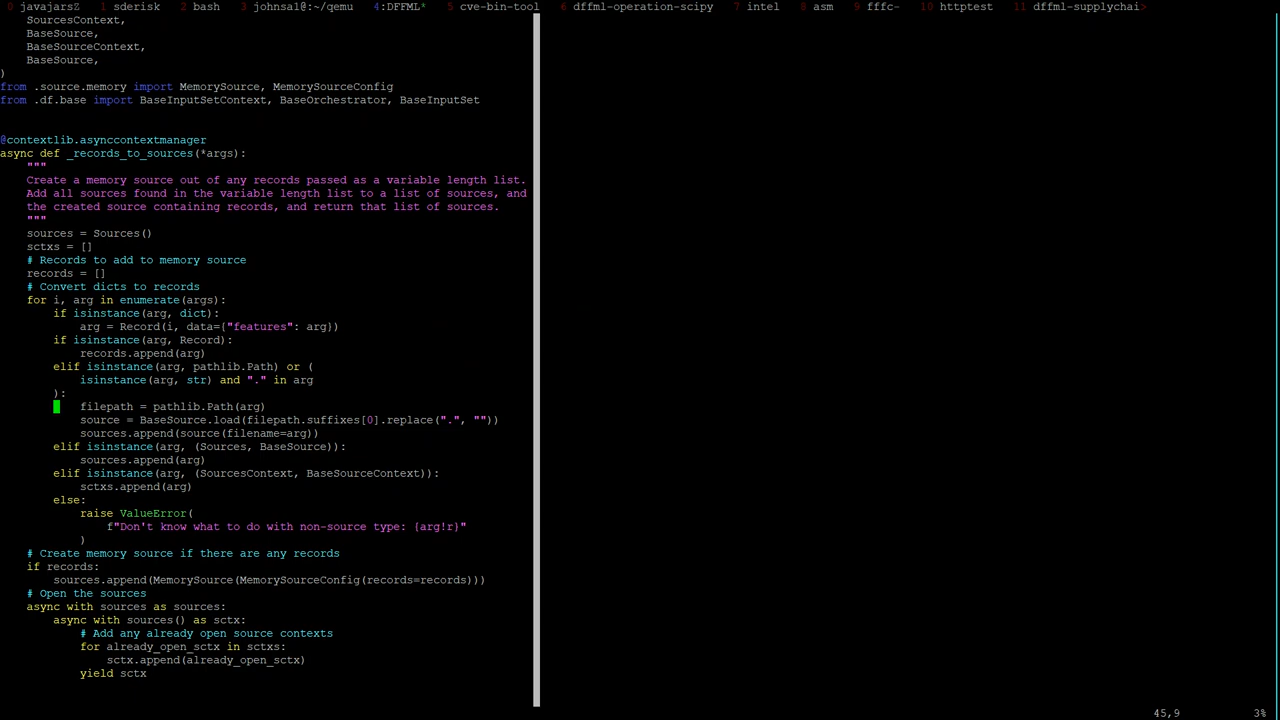 0 javajarsZ 1 sderisk 2 bash 3 johnsal@:~/qemu 4:DFFML* 5 cve-bin-tool 6 dffml-operation-scipy 7 intel 8 asm 9 fffc- 10 httptest 11 dffml-supplychai>
SourcesContext,
BaseSource,
BaseSourceContext,
BaseSource,
)
from .source.memory import MemorySource, MemorySourceConfig
from .df.base import BaseInputSetContext, BaseOrchestrator, BaseInputSet
@contextlib.asynccontextmanager
async def _records_to_sources(*args):
"""
Create a memory source out of any records passed as a variable length list.
Add all sources found in the variable length list to a list of sources, and
the created source containing records, and return that list of sources.
"""
sources = Sources()
sctxs = []
# Records to add to memory source
records = []
# Convert dicts to records
for i, arg in enumerate(args):
if isinstance(arg, dict):
arg = Record(i, data={"features": arg})
if isinstance(arg, Record):
records.append(arg)
elif isinstance(arg, pathlib.Path) or (
isinstance(arg, str) and "." in arg
):
filepath = pathlib.Path(arg)
source = BaseSource.load(filepath.suffixes[0].replace(".", ""))
sources.append(source(filename=arg))
elif isinstance(arg, (Sources, BaseSource)):
sources.append(arg)
elif isinstance(arg, (SourcesContext, BaseSourceContext)):
sctxs.append(arg)
else:
raise ValueError(
f"Don't know what to do with non-source type: {arg!r}"
)
# Create memory source if there are any records
if records:
sources.append(MemorySource(MemorySourceConfig(records=records)))
# Open the sources
async with sources as sources:
async with sources() as sctx:
# Add any already open source contexts
for already_open_sctx in sctxs:
sctx.append(already_open_sctx)
yield sctx
45,9 3%